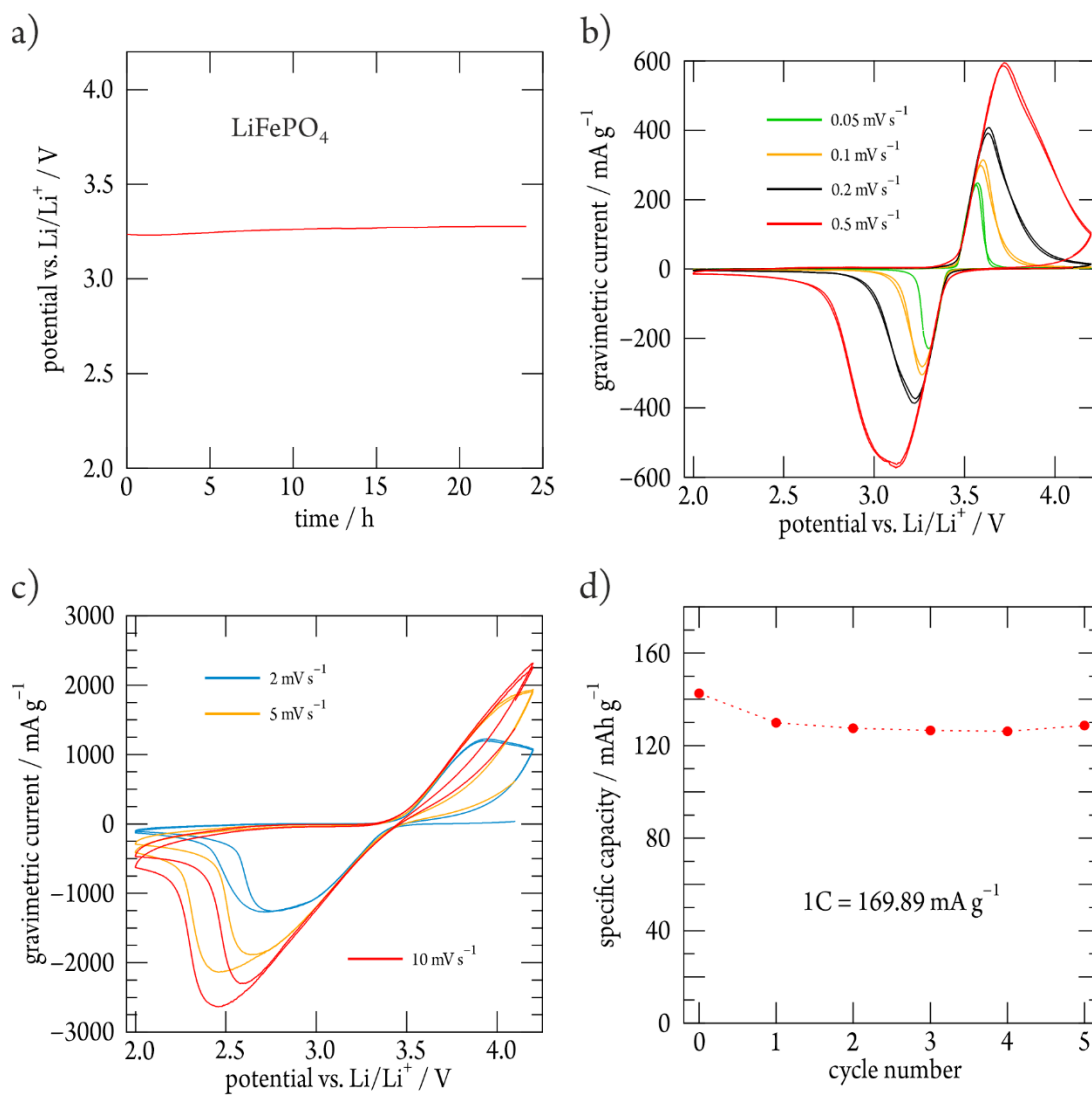 a)
4.0
3.5
3.0
2.5
2.0
LiFePO₄
potential vs. Li/Li⁺ / V
0 5 10 15 20 25
time / h
b)
600
400
200
0
−200
−400
−600
0.05 mV s⁻¹
0.1 mV s⁻¹
0.2 mV s⁻¹
0.5 mV s⁻¹
gravimetric current / mA g⁻¹
2.0 2.5 3.0 3.5 4.0
potential vs. Li/Li⁺ / V
c)
3000
2000
1000
0
−1000
−2000
−3000
2 mV s⁻¹
5 mV s⁻¹
10 mV s⁻¹
gravimetric current / mA g⁻¹
2.0 2.5 3.0 3.5 4.0
potential vs. Li/Li⁺ / V
d)
160
120
80
40
0
1C = 169.89 mA g⁻¹
specific capacity / mAh g⁻¹
0 1 2 3 4 5
cycle number